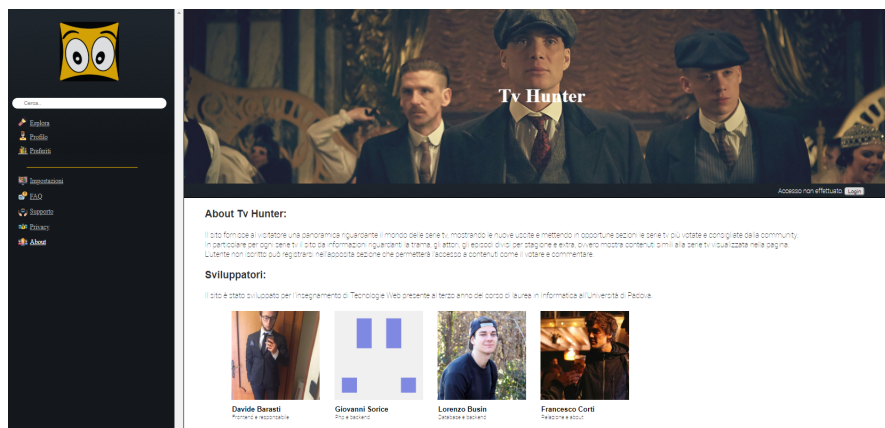 Cerca..
Explora
Profilo
Preferiti
Impostazioni
FAQ
Supporto
Privacy
About
Tv Hunter
Accesso non effettuato. Login
About Tv Hunter:
Il sito fornisce al visitatore una panoramica riguardante il mondo delle serie tv, mostrando le nuove uscite e mettendo in opportune sezioni le serie tv più votate e consigliate dalla community.
In particolare per ogni serie tv il sito da informazioni riguardanti la trama, gli attori, gli episodi divisi per stagione e extra, ovvero mostra contenuti simili alla serie tv visualizzata nella pagina.
L'utente non iscritto può registrarsi nell'apposita sezione che permetterà l'accesso a contenuti come il votare e commentare.
Sviluppatori:
Il sito è stato sviluppato per l'insegnamento di Tecnologie Web presente al terzo anno del corso di laurea in Informatica all'Università di Padova.
Davide Barasti
Frontend e responsabile
Giovanni Sorice
Php e backend
Lorenzo Busin
Database e backend
Francesco Corti
Relazione e about